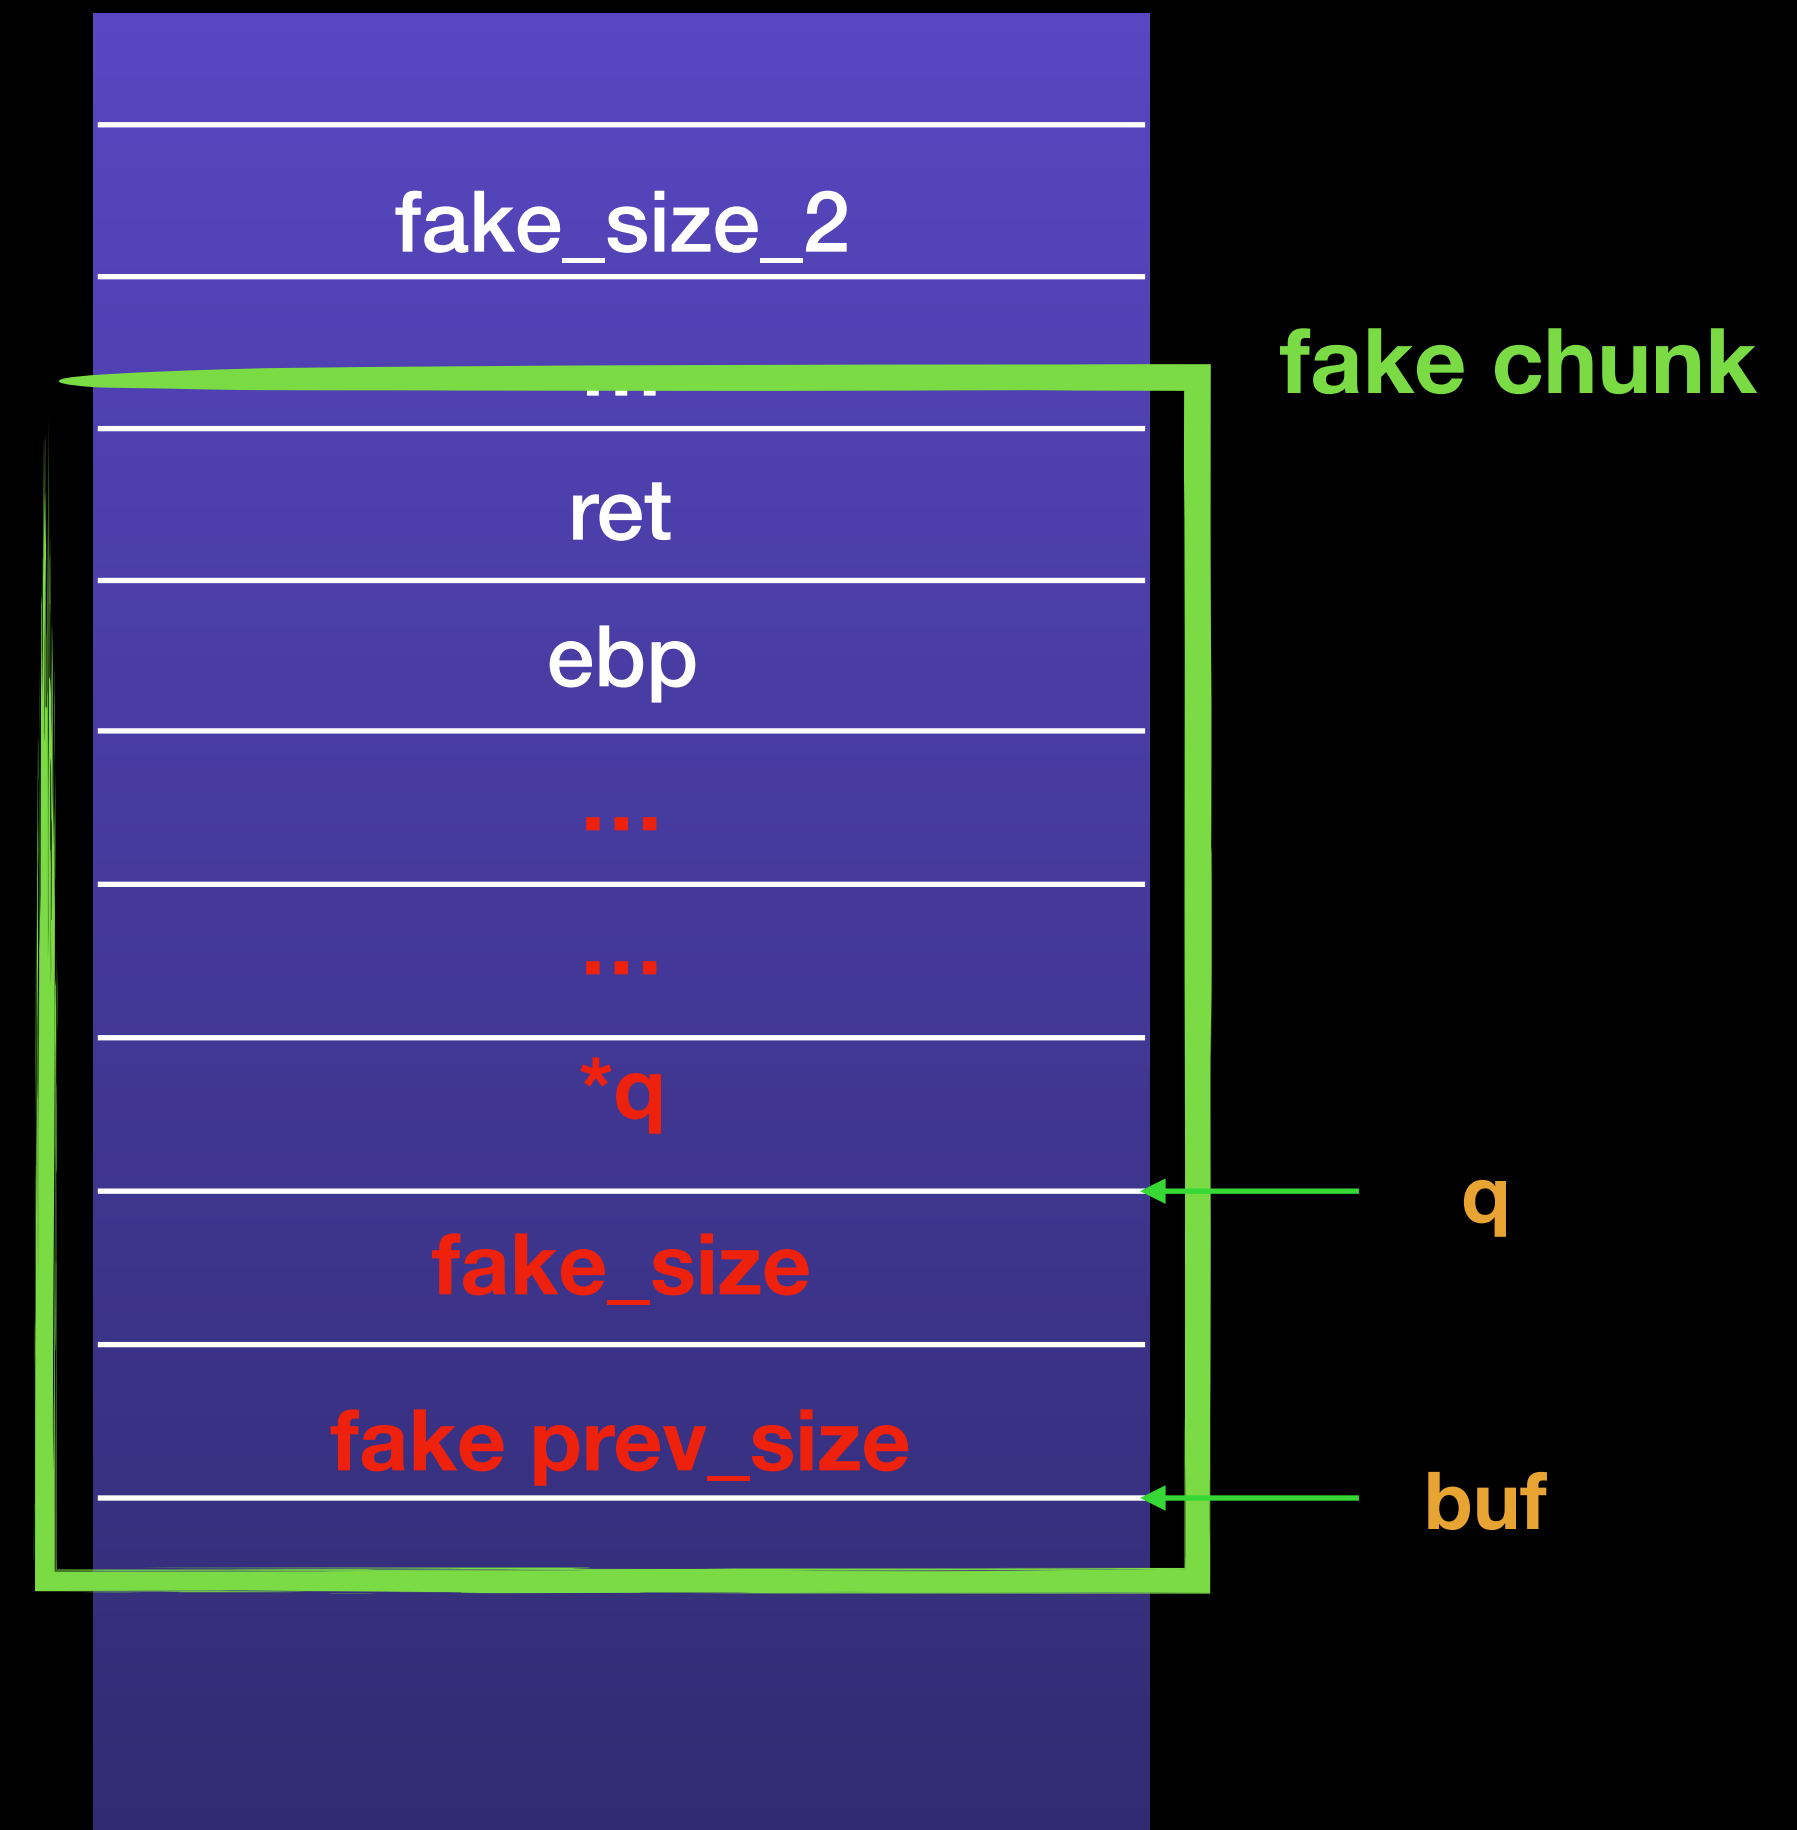 fake_size_2
fake chunk
...
ret
ebp
...
...
*q
q
fake_size
fake prev_size
buf